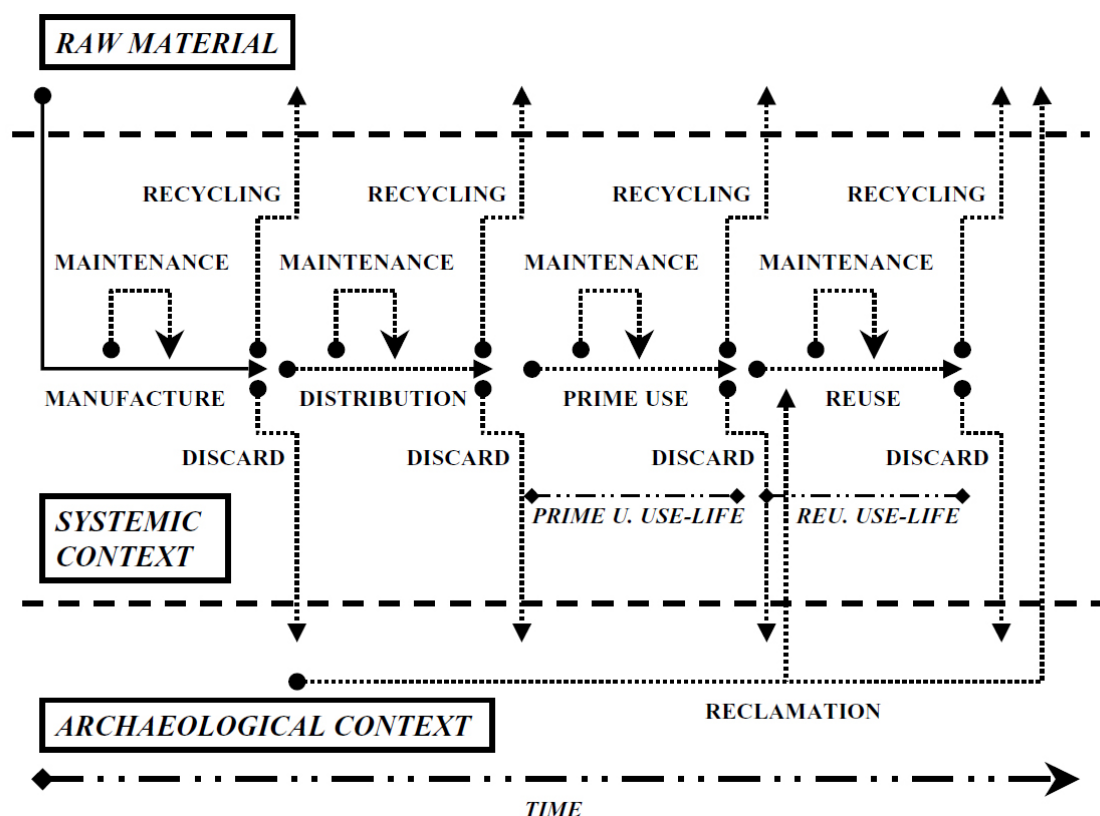 RAW MATERIAL
RECYCLING RECYCLING RECYCLING RECYCLING
MAINTENANCE MAINTENANCE MAINTENANCE MAINTENANCE
MANUFACTURE DISTRIBUTION PRIME USE REUSE
DISCARD DISCARD DISCARD DISCARD
PRIME U. USE-LIFE REU. USE-LIFE
SYSTEMIC
CONTEXT
RECLAMATION
ARCHAEOLOGICAL CONTEXT
TIME